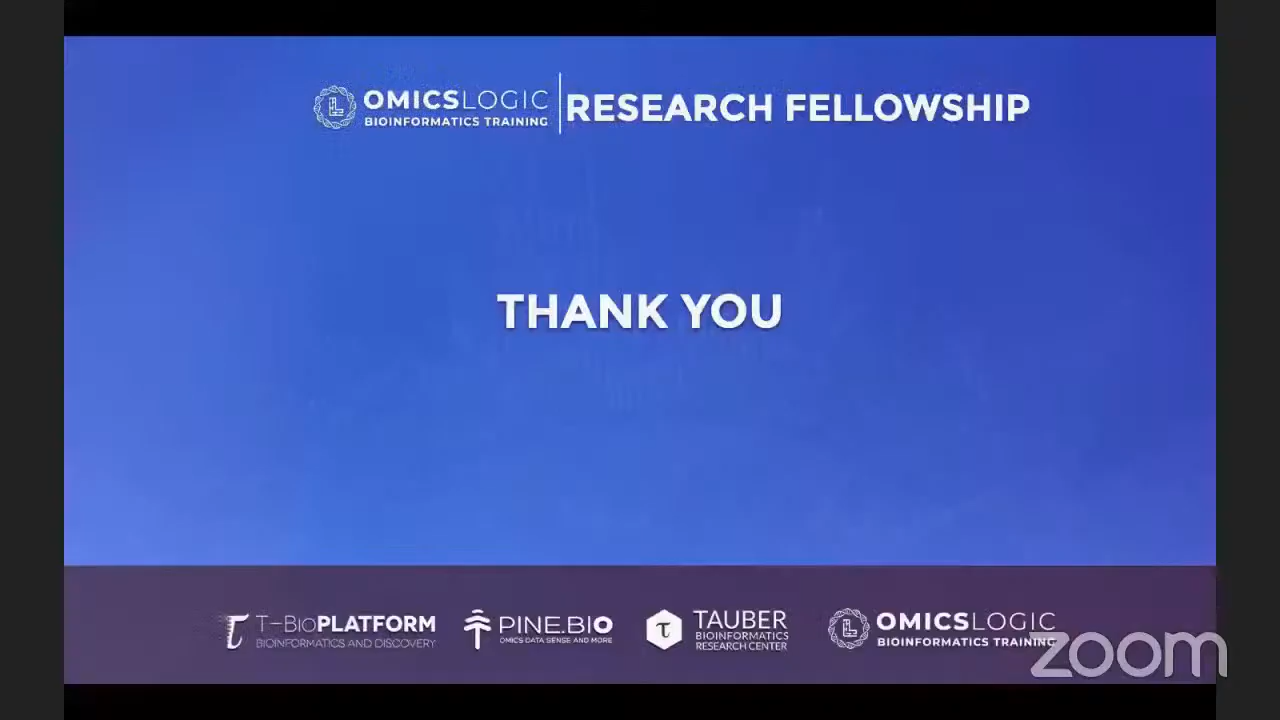 OMICSLOGIC
BIOINFORMATICS TRAINING
RESEARCH FELLOWSHIP
THANK YOU
T-BioPLATFORM
BIOINFORMATICS AND DISCOVERY
PINE.BIO
OMICS DATA SENSE AND MORE
TAUBER
BIOINFORMATICS
RESEARCH CENTER
OMICSLOGIC
BIOINFORMATICS TRAINING
zoom